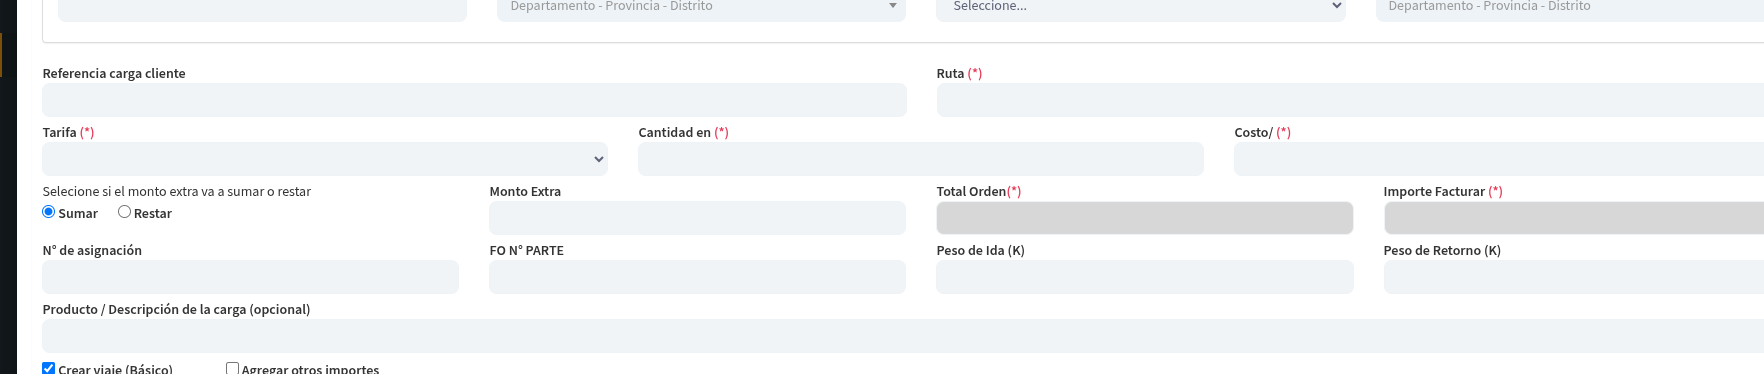 Departamento - Provincia - Distrito Seleccione... Departamento - Provincia - Distrito
Referencia carga cliente Ruta (*)
Tarifa (*) Cantidad en (*) Costo/ (*)
Selecione si el monto extra va a sumar o restar Monto Extra Total Orden(*) Importe Facturar (*)
Sumar Restar
N° de asignación FO N° PARTE Peso de Ida (K) Peso de Retorno (K)
Producto / Descripción de la carga (opcional)
Crear viaje (Básico) Agregar otros importes